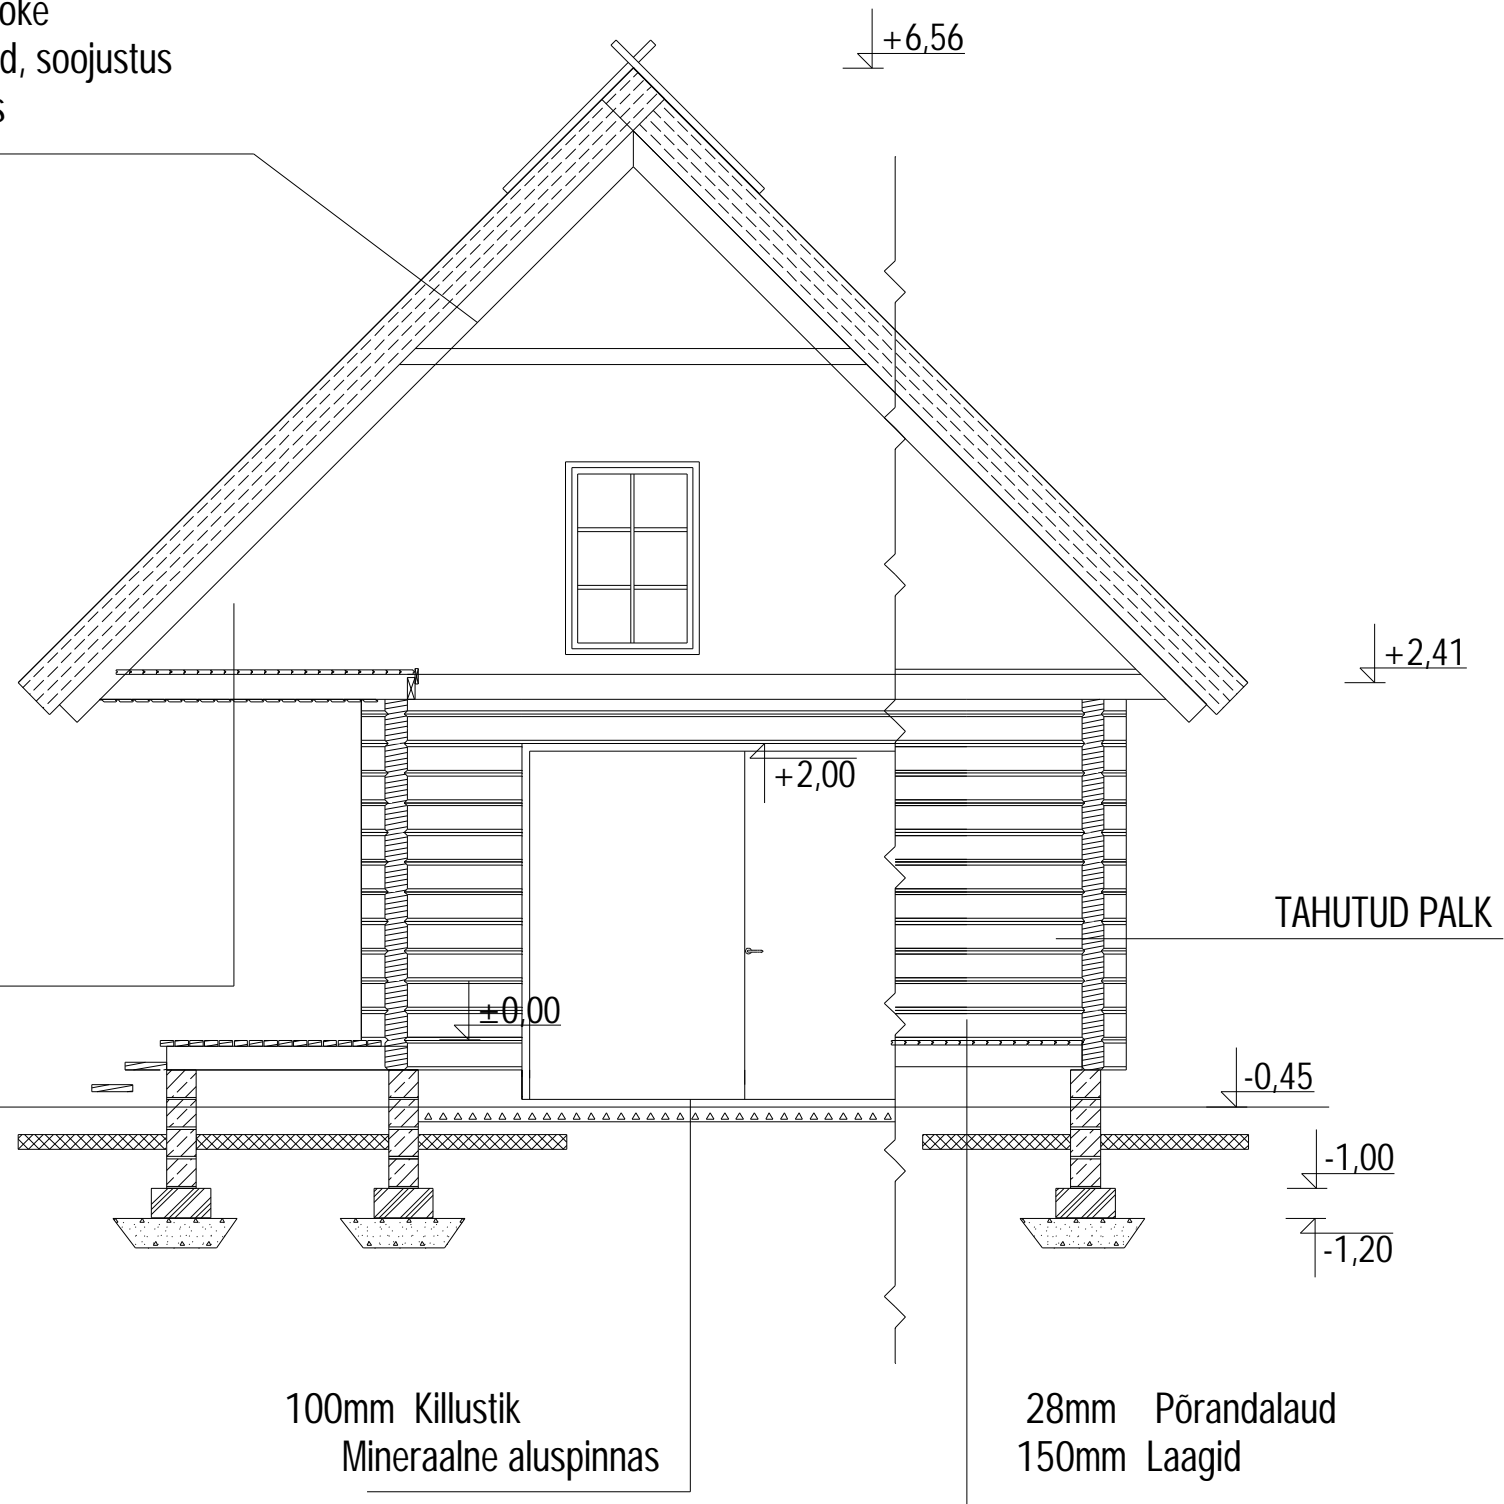 d, soojustus
+6,56
+2,41
+2,00
TAHUTUD PALK
±0,00
-0,45
-1,00
-1,20
100mm Killustik
Mineraalne aluspinnas
28mm Põrandalaud
150mm Laagid